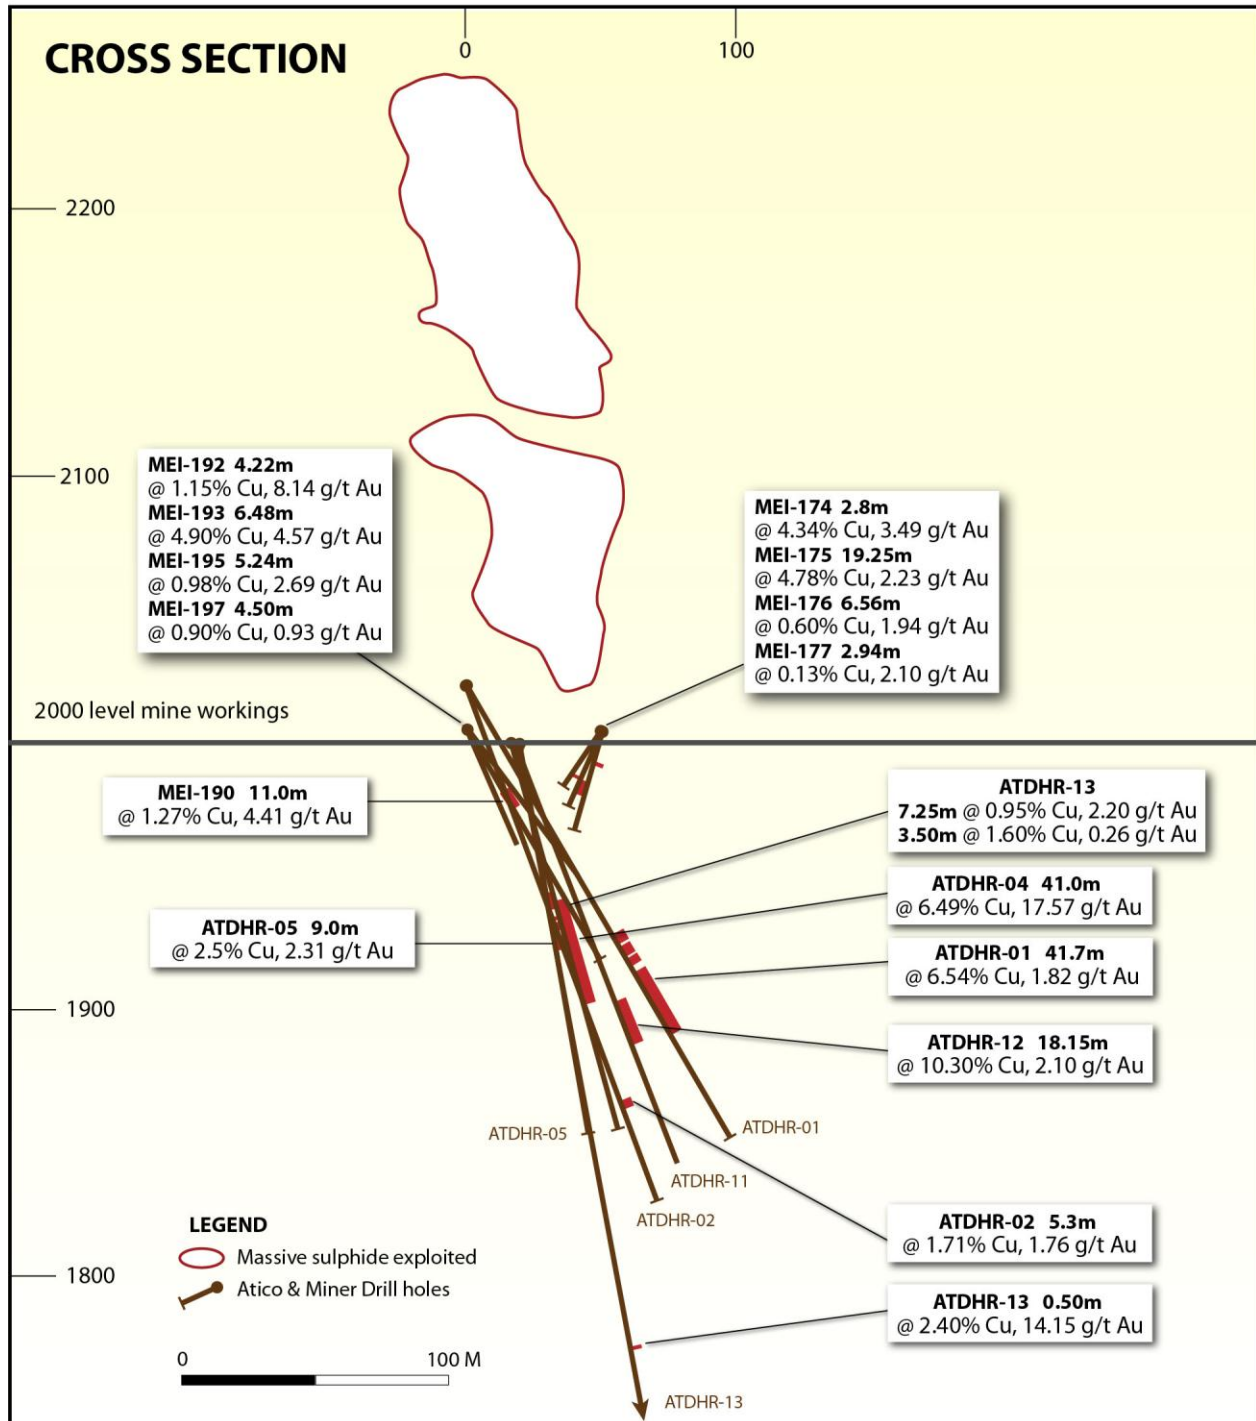 0
100
CROSS SECTION
2200
2100
MEI-192 4.22m
@ 1.15% Cu, 8.14 g/t Au
MEI-193 6.48m
@ 4.90% Cu, 4.57 g/t Au
MEI-195 5.24m
@ 0.98% Cu, 2.69 g/t Au
MEI-197 4.50m
@ 0.90% Cu, 0.93 g/t Au
MEI-174 2.8m
@ 4.34% Cu, 3.49 g/t Au
MEI-175 19.25m
@ 4.78% Cu, 2.23 g/t Au
MEI-176 6.56m
@ 0.60% Cu, 1.94 g/t Au
MEI-177 2.94m
@ 0.13% Cu, 2.10 g/t Au
2000 level mine workings
MEI-190 11.0m
@ 1.27% Cu, 4.41 g/t Au
ATDHR-13
7.25m @ 0.95% Cu, 2.20 g/t Au
3.50m @ 1.60% Cu, 0.26 g/t Au
ATDHR-04 41.0m
@ 6.49% Cu, 17.57 g/t Au
ATDHR-05 9.0m
@ 2.5% Cu, 2.31 g/t Au
ATDHR-01 41.7m
@ 6.54% Cu, 1.82 g/t Au
1900
ATDHR-12 18.15m
@ 10.30% Cu, 2.10 g/t Au
ATDHR-05
ATDHR-01
ATDHR-11
ATDHR-02
ATDHR-02 5.3m
@ 1.71% Cu, 1.76 g/t Au
LEGEND
Massive sulphide exploited
1800
Atico & Miner Drill holes
ATDHR-13 0.50m
@ 2.40% Cu, 14.15 g/t Au
0
100 M
ATDHR-13